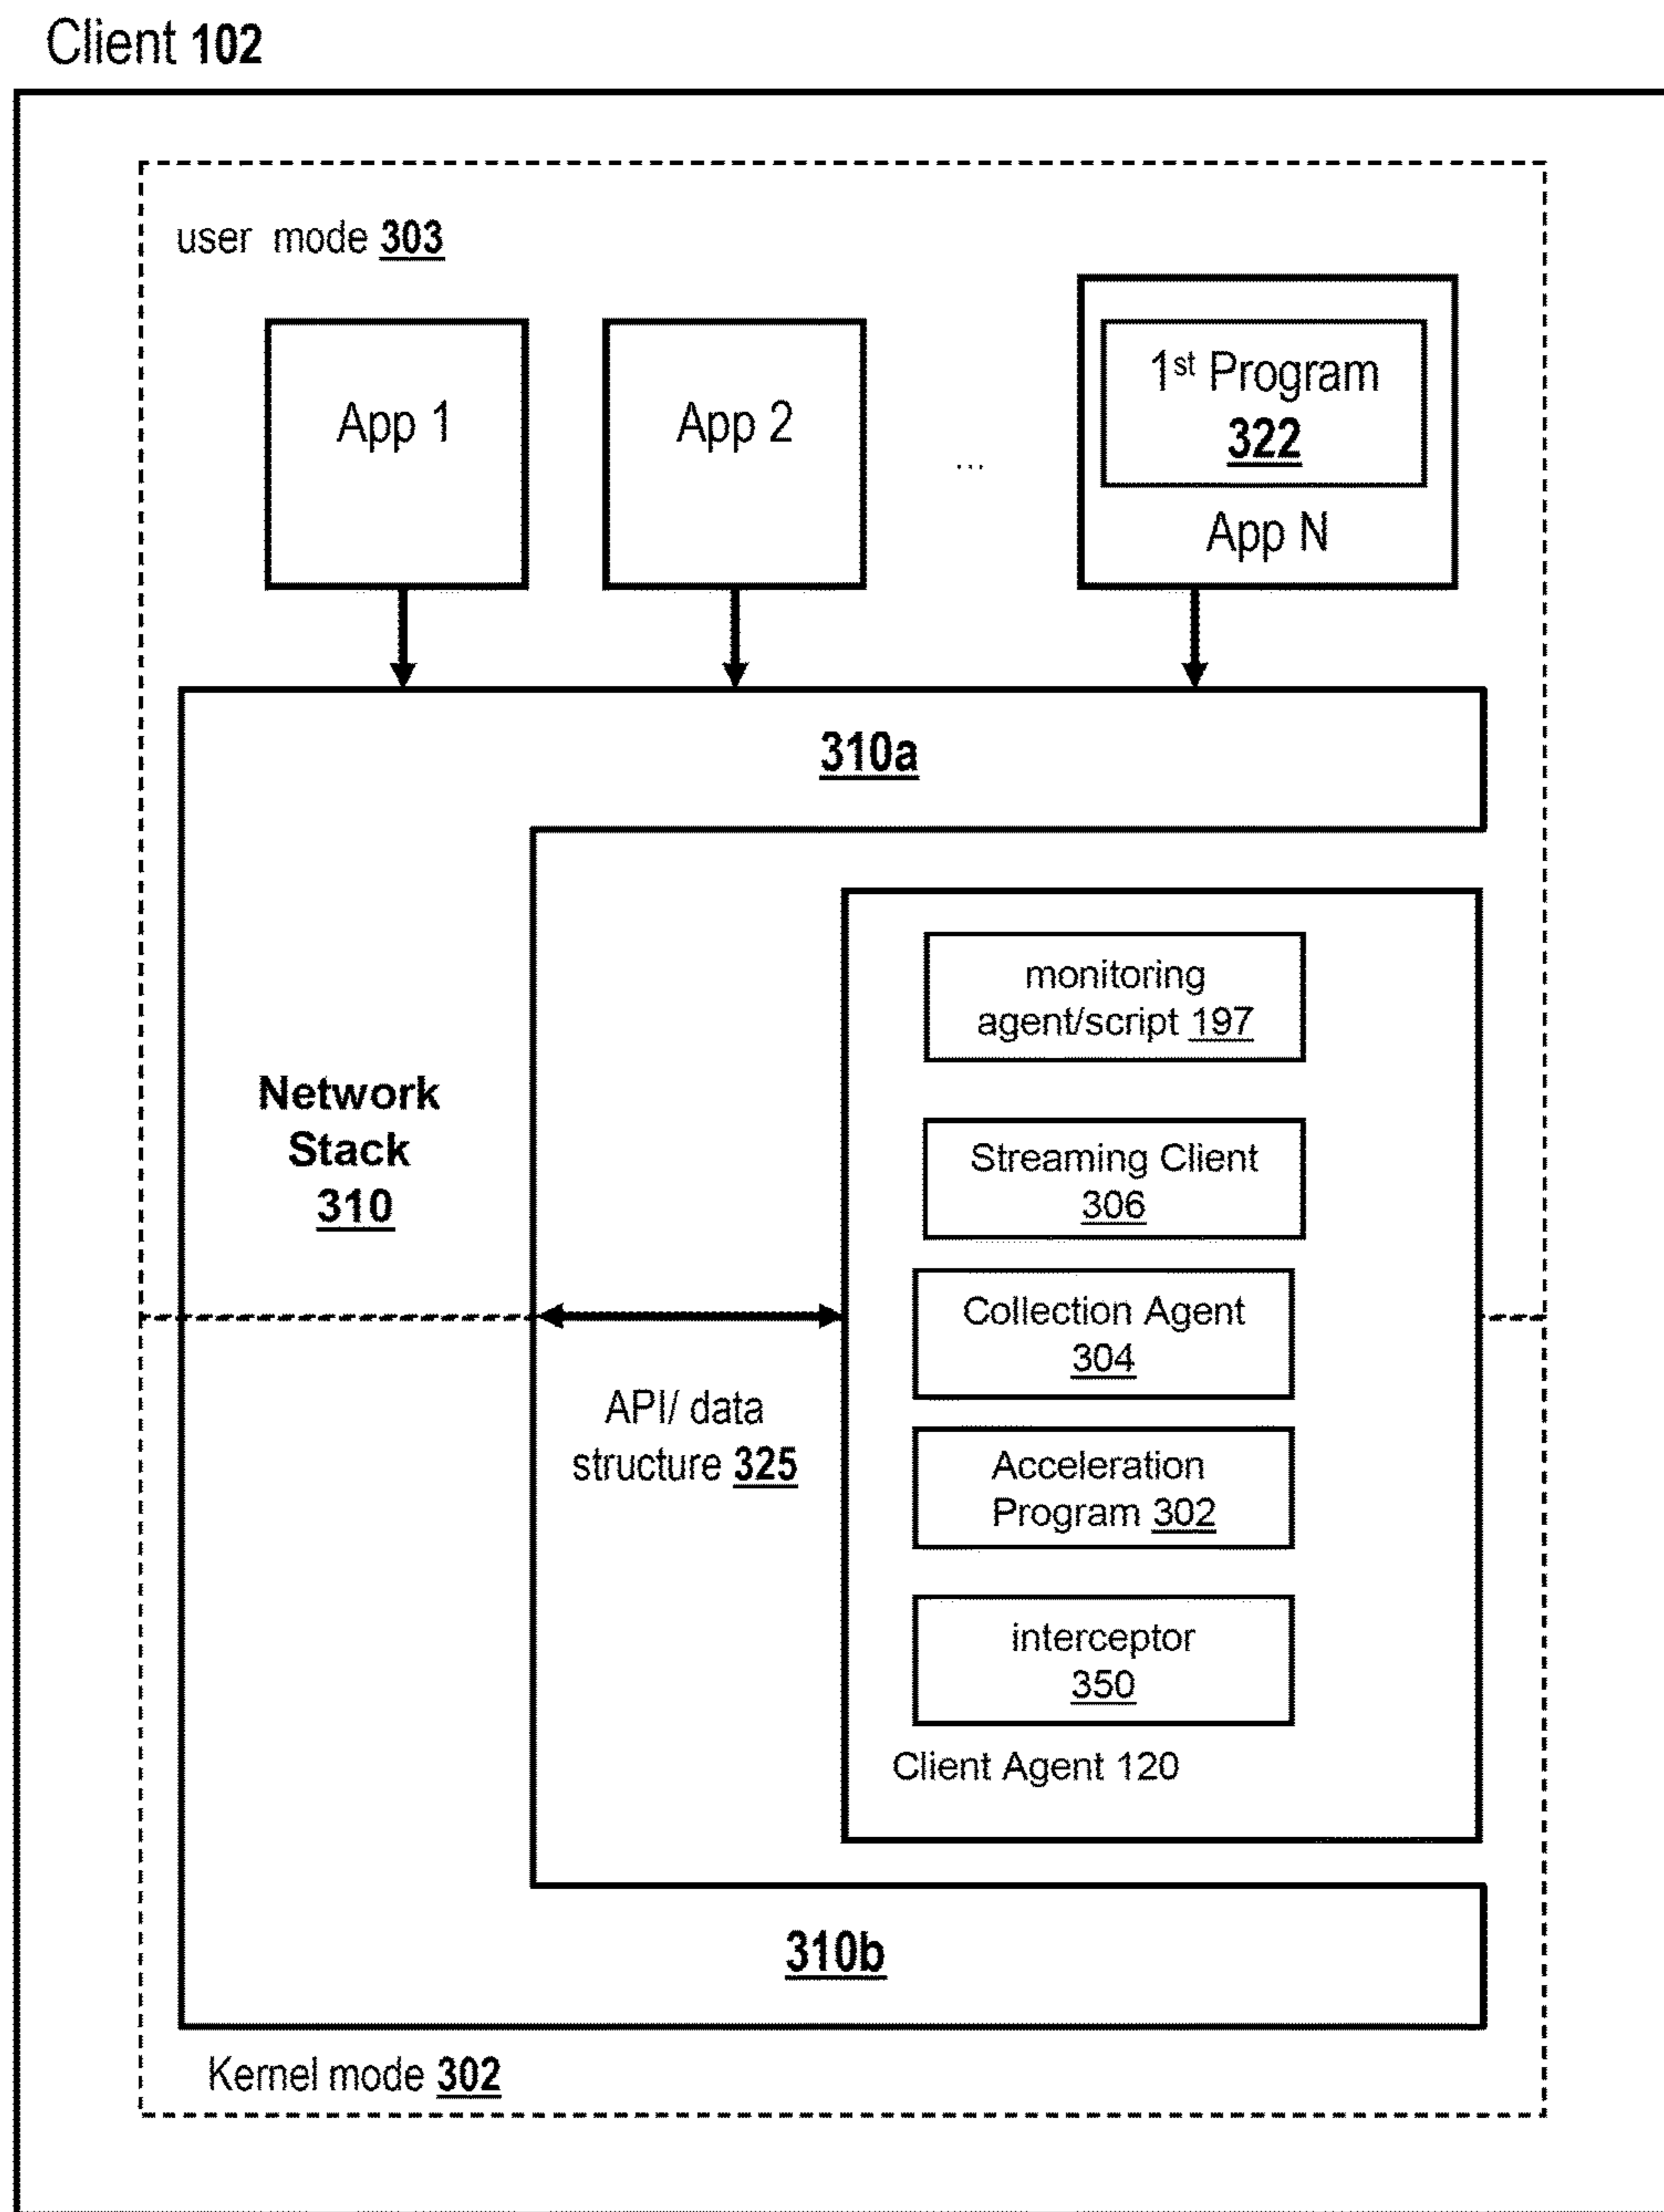 Client 102
user mode 303
App 1
App 2
...
1st Program
322
App N
310a
monitoring
agent/script 197
Streaming Client
306
Network
Stack
310
Collection Agent
304
API/ data
structure 325
Acceleration
Program 302
interceptor
350
Client Agent 120
310b
Kernel mode 302